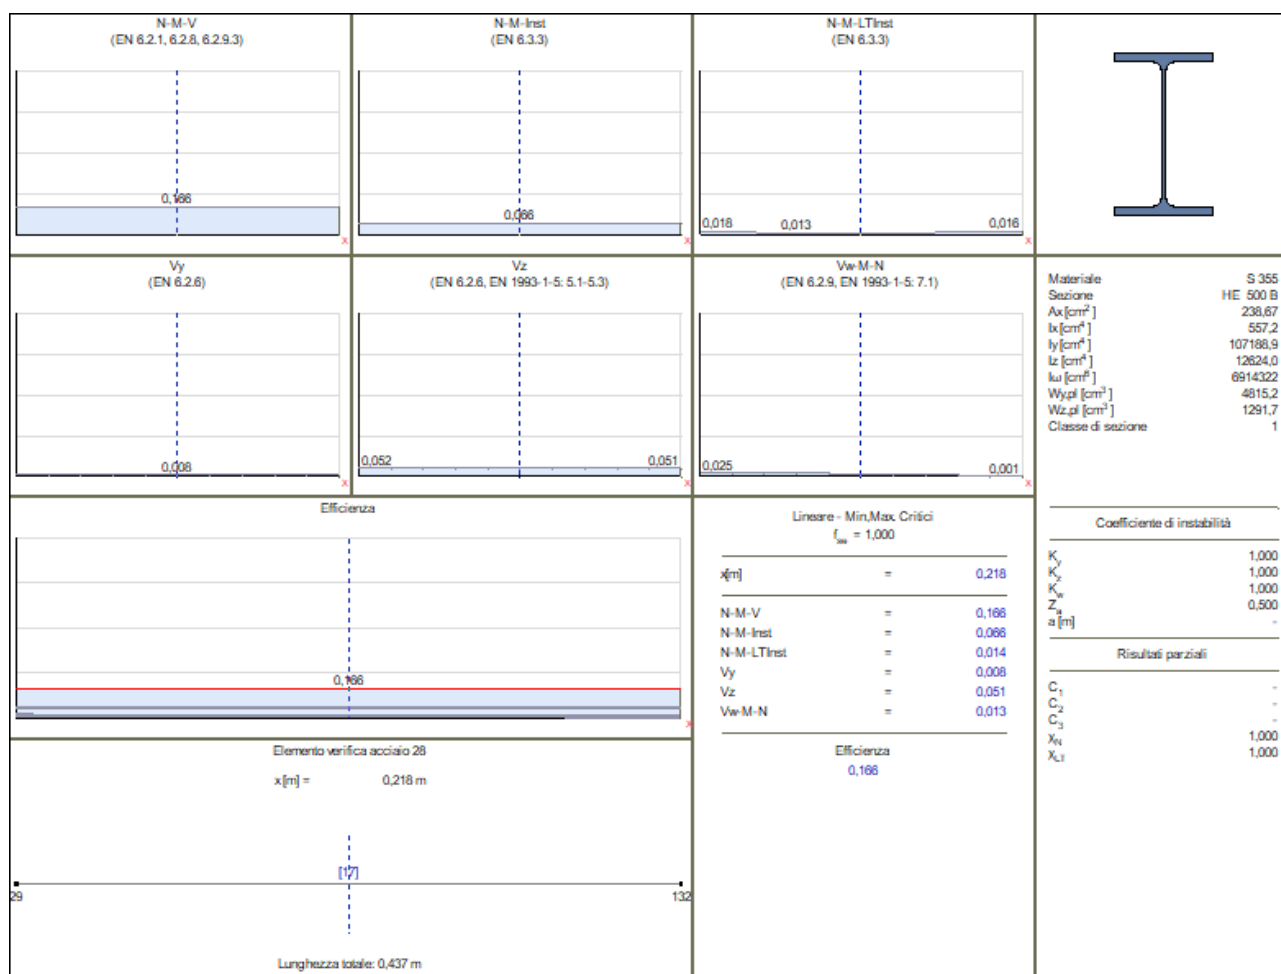 N-M-V
(EN 6.2.1, 6.2.8, 6.2.9.3)
0,166
x
N-M-Inst
(EN 6.3.3)
0,066
x
N-M-LTInst
(EN 6.3.3)
0,018
0,013
0,016
x
Vy
(EN 6.2.6)
0,008
x
Vz
(EN 6.2.6, EN 1993-1-5: 5.1-5.3)
0,052
0,051
x
Vw-M-N
(EN 6.2.9, EN 1993-1-5: 7.1)
0,025
0,001
x
Materiale S 355
Sezione HE 500 B
Ax [cm²] 238,67
Ix [cm⁴] 557,2
Iy [cm⁴] 107188,9
Iz [cm⁴] 12624,0
Iω [cm⁶] 6914322
Wy,pl [cm³] 4815,2
Wz,pl [cm³] 1291,7
Classe di sezione 1
Efficienza
0,166
x
Lineare - Min,Max. Critici
= 1,000
x[m] = 0,218
N-M-V = 0,166
N-M-Inst = 0,066
N-M-LTInst = 0,014
Vy = 0,008
Vz = 0,051
Vw-M-N = 0,013
Efficienza
0,166
Coefficiente di instabilità
Ky 1,000
Kz 1,000
Kw 1,000
Za 0,500
a [m] -
Risultati parziali
C1 -
C2 -
C3 -
χN 1,000
χLT 1,000
Elemento verifica acciaio 28
x [m] = 0,218 m
[17]
29
132
Lunghezza totale: 0,437 m